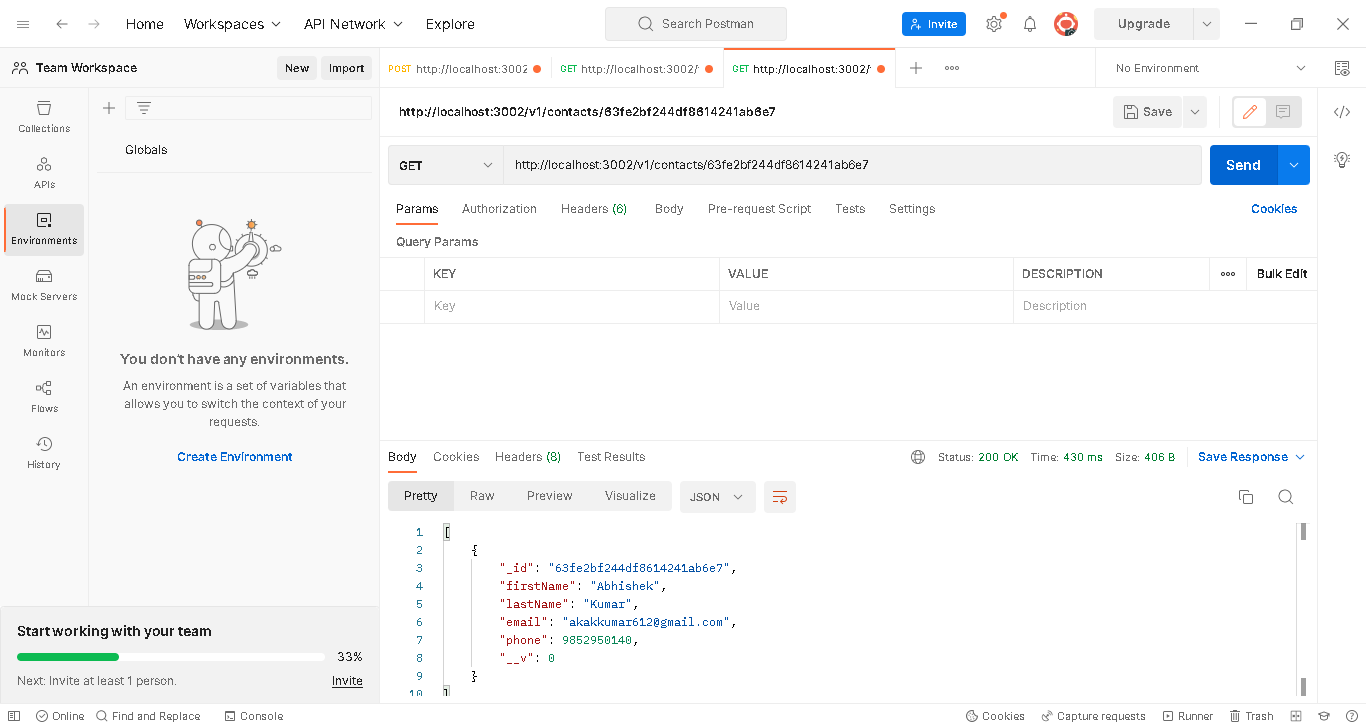 Home Workspaces API Network Explore Search Postman Invite Upgrade
Team Workspace New Import POST http://localhost:3002 GET http://localhost:3002/ GET http://localhost:3002/ No Environment
Collections
APIs
Environments
Mock Servers
Monitors
Flows
History
Globals
You don't have any environments.
An environment is a set of variables that
allows you to switch the context of your
requests.
Create Environment
Start working with your team
33%
Next: Invite at least 1 person. Invite
http://localhost:3002/v1/contacts/63fe2bf244df8614241ab6e7 Save
GET http://localhost:3002/v1/contacts/63fe2bf244df8614241ab6e7 Send
Params Authorization Headers (6) Body Pre-request Script Tests Settings Cookies
Query Params
KEY VALUE DESCRIPTION Bulk Edit
Key Value Description
Body Cookies Headers (8) Test Results Status: 200 OK Time: 430 ms Size: 406 B Save Response
Pretty Raw Preview Visualize JSON
1 [
2 {
3 "_id": "63fe2bf244df8614241ab6e7",
4 "firstName": "Abhishek",
5 "lastName": "Kumar",
6 "email": "akakkumar612@gmail.com",
7 "phone": 9852950140,
8 "__v": 0
9 }
10 ]
Online Find and Replace Console Cookies Capture requests Runner Trash